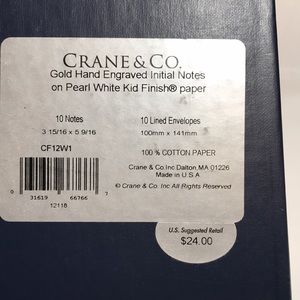 CRANE & CO.
Gold Hand Engraved Initial Notes
on Pearl White Kid Finish® paper
10 Notes 10 Lined Envelopes
3 15/16 x 5 9/16 100mm x 141mm
CF12W1 100 % COTTON PAPER
Crane & Co. Inc Dalton, MA 01226
Made in U.S.A
© Crane & Co. Inc All Rights Reserved
0 31619 66766 7
12118
U.S. Suggested Retail
$24.00